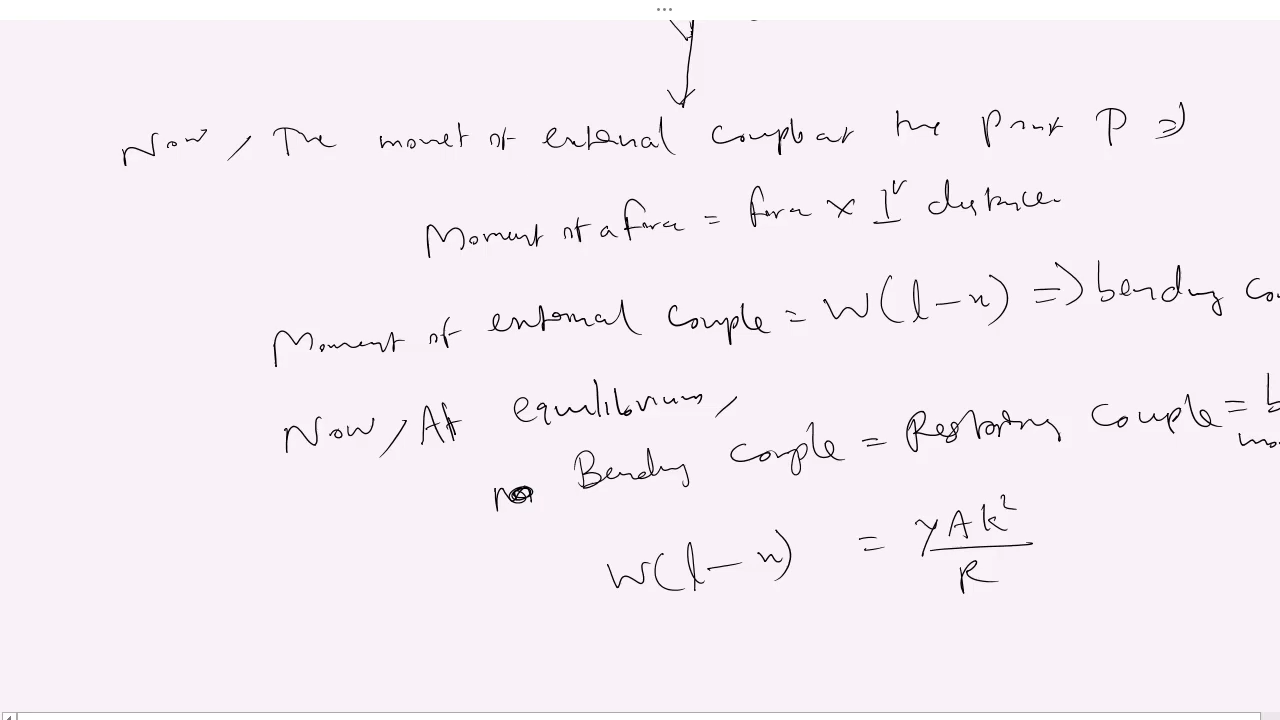 Now, The moment of external couple at the point P ⇒
Moment of a force = force × ⊥r distance.
Moment of external couple = W(l-x) ⇒ bending co
Now, At equilibrium,
Bending couple = Restoring couple = b
mo
W(l-x) = YAk²/R